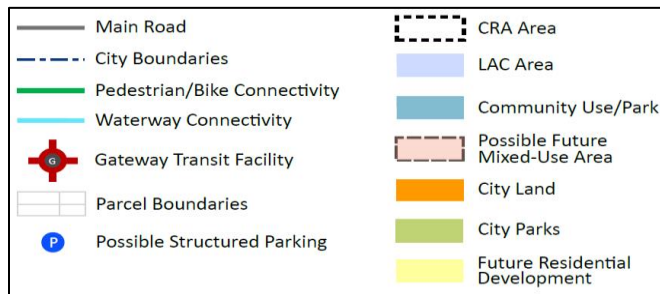 Main Road
City Boundaries
Pedestrian/Bike Connectivity
Waterway Connectivity
G
Gateway Transit Facility
Parcel Boundaries
P
Possible Structured Parking
CRA Area
LAC Area
Community Use/Park
Possible Future
Mixed-Use Area
City Land
City Parks
Future Residential
Development